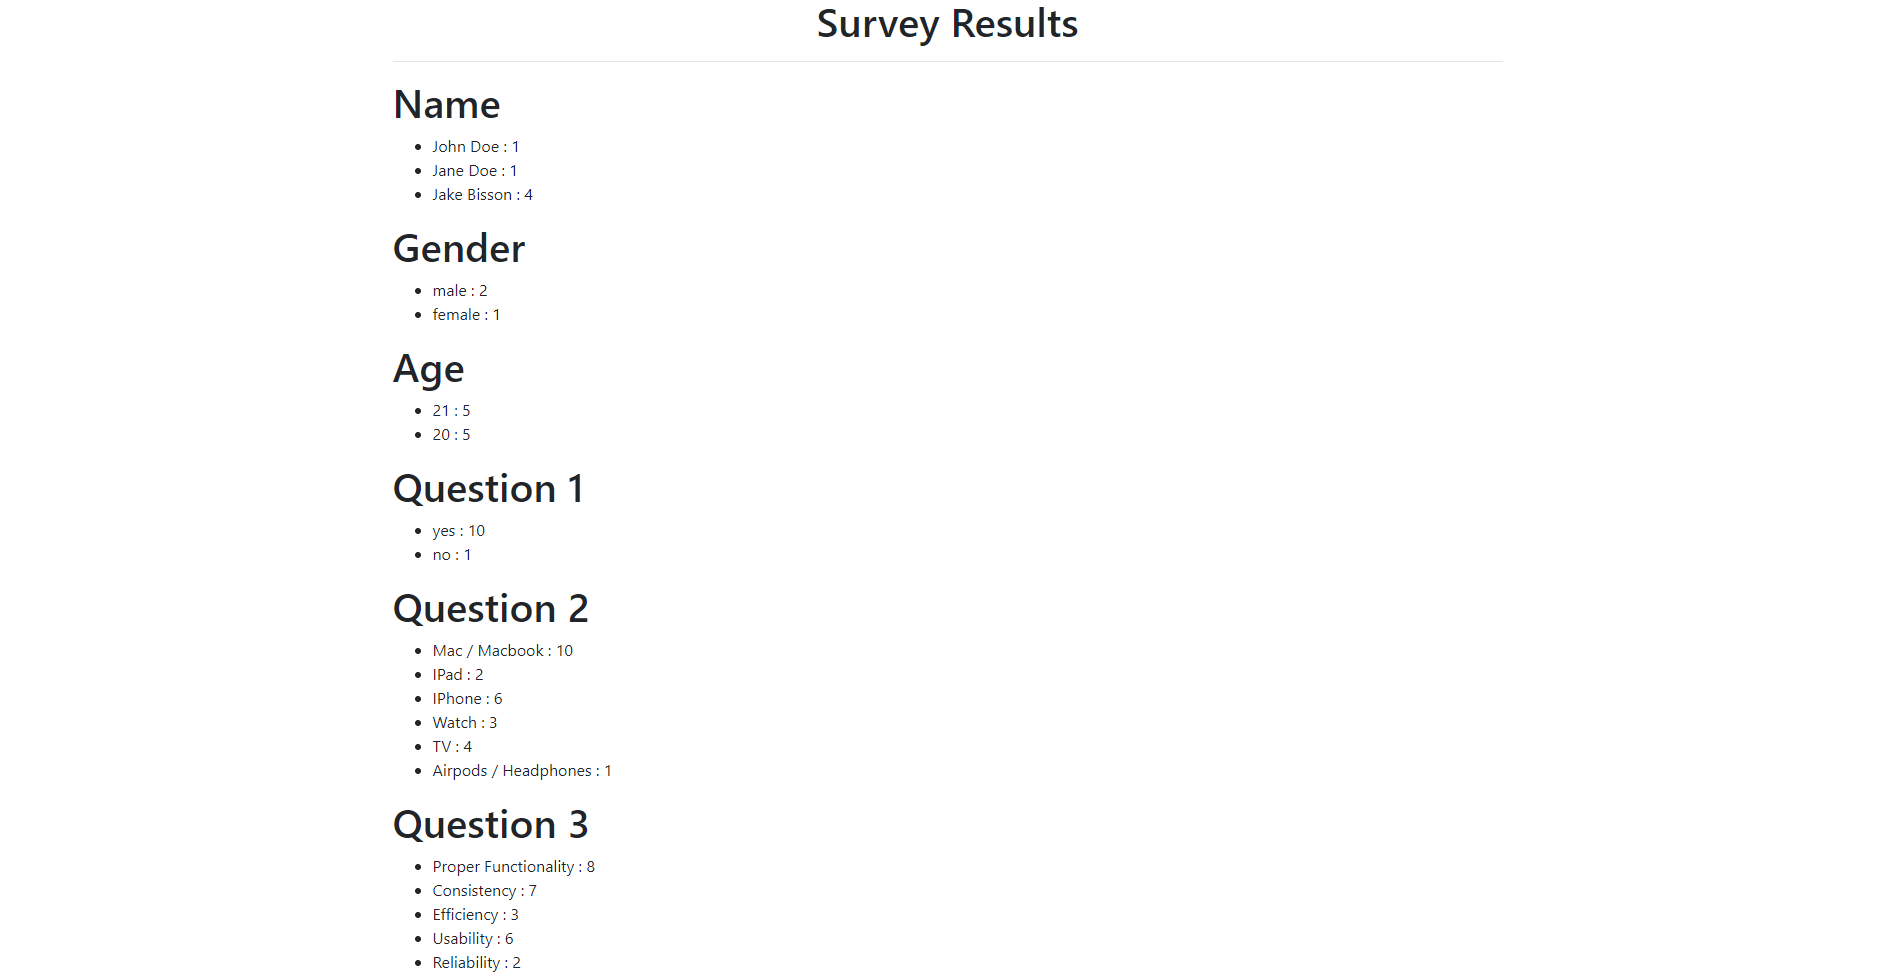 Survey Results
Name
John Doe : 1
Jane Doe : 1
Jake Bisson : 4
Gender
male : 2
female : 1
Age
21 : 5
20 : 5
Question 1
yes : 10
no : 1
Question 2
Mac / Macbook : 10
IPad : 2
IPhone : 6
Watch : 3
TV : 4
Airpods / Headphones : 1
Question 3
Proper Functionality : 8
Consistency : 7
Efficiency : 3
Usability : 6
Reliability : 2